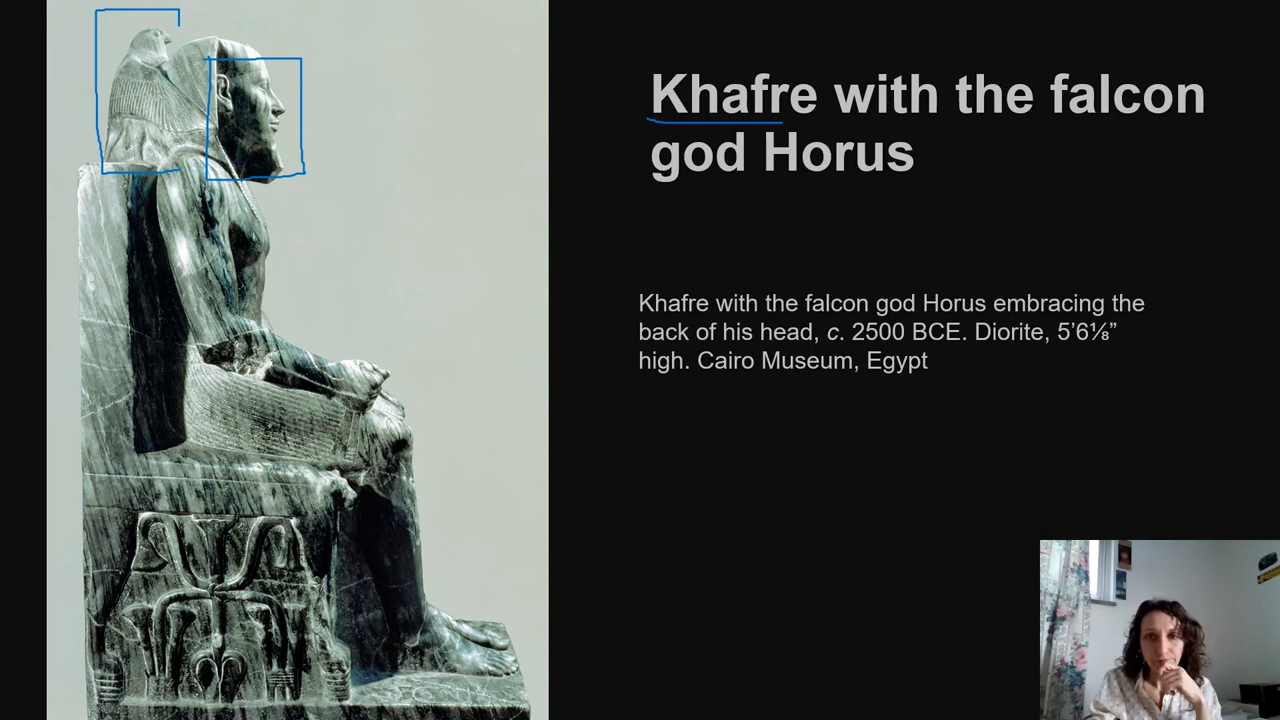 Khafre with the falcon
god Horus
Khafre with the falcon god Horus embracing the
back of his head, c. 2500 BCE. Diorite, 5’6⅛”
high. Cairo Museum, Egypt